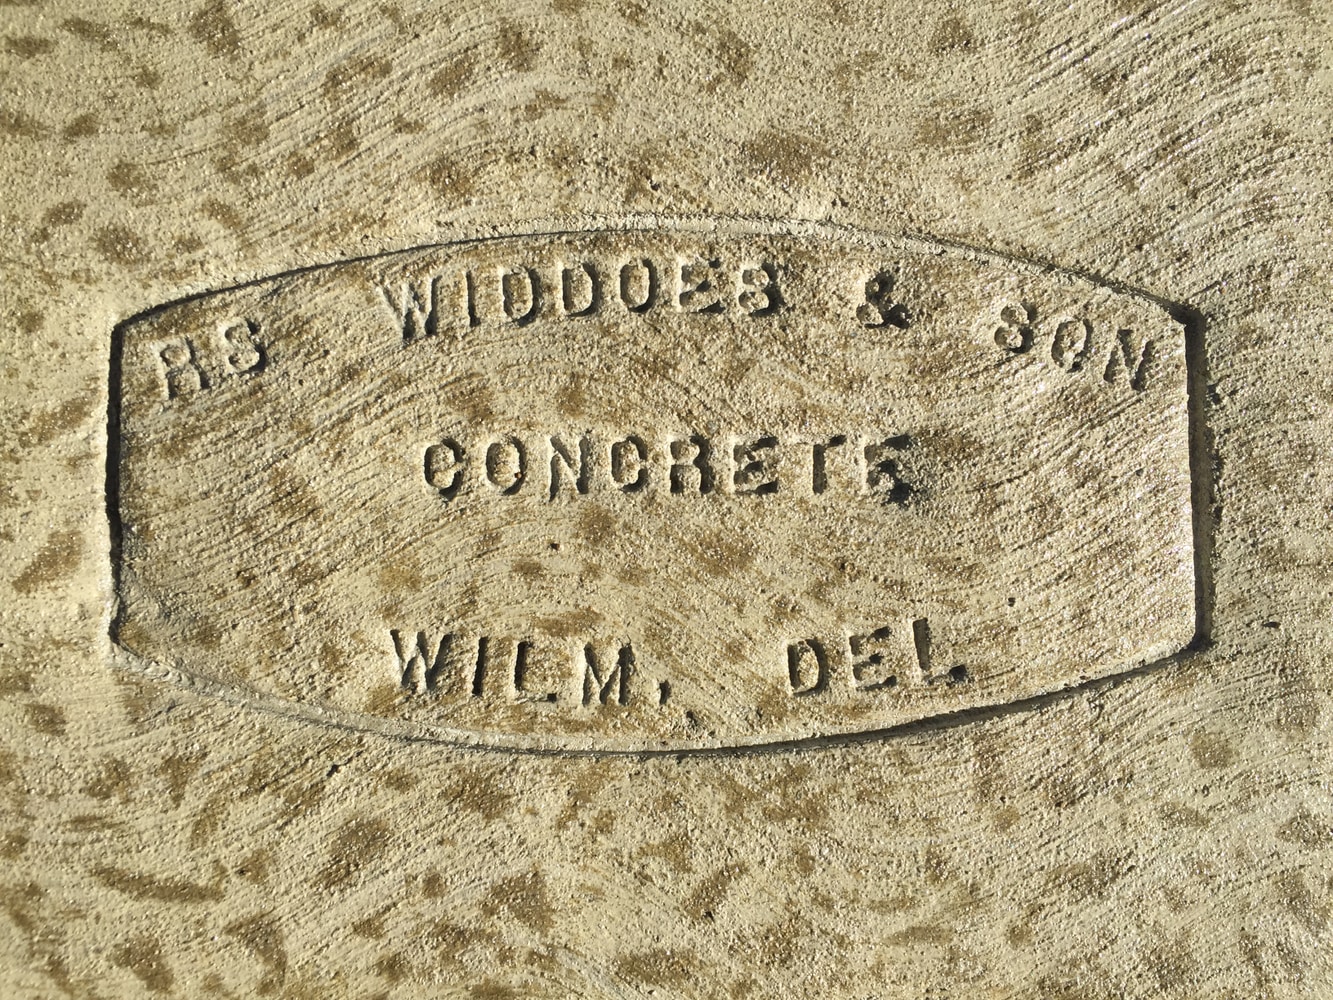 RS WIDDOES & SON
CONCRETE
WILM, DEL.